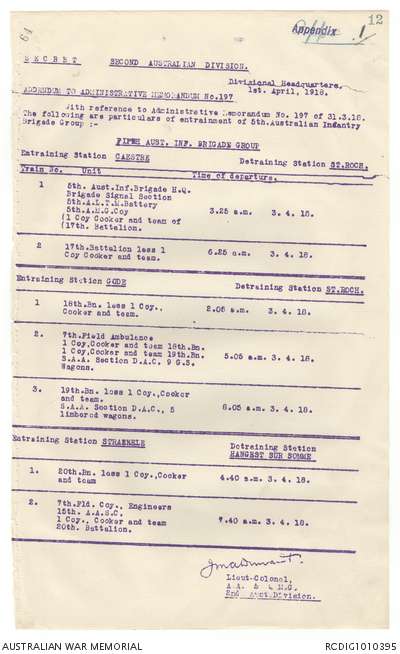 12
Appendix 1
61
S E C R E T    SECOND AUSTRALIAN DIVISION.
Divisional Headquarters,
1st. April, 1918.
ADDENDUM TO ADMINISTRATIVE MEMORANDUM No.197
With reference to Administrative Memorandum No. 197 of 31.3.18.
The following are particulars of entrainment of 5th.Australian Infantry
Brigade Group :-
FIFTH AUST. INF. BRIGADE GROUP
Entraining Station CAESTRE    Detraining Station ST.ROCH.
Train No.    Unit    Time of departure.
1    5th. Aust.Inf.Brigade H.Q.
Brigade Signal Section
5th.A.L.T.M.Battery
5th.A.M.G.Coy    3.25 a.m.    3. 4. 18.
(1 Coy Cooker and team of
(17th. Battalion.
2    17th.Battalion less 1    6.25 a.m.    3. 4. 18.
Coy Cooker and team.
Entraining Station GODE    Detraining Station ST.ROCH.
1    18th.Bn. less 1 Coy.,    2.05 a.m.    3. 4. 18.
Cooker and team.
2.    7th.Field Ambulance
1 Coy,Cooker and team 18th.Bn.
1 Coy,Cooker and team 19th.Bn.    5.05 a.m. 3. 4. 18.
S.A.A. Section D.A.C. 9 G.S.
Wagons.
3.    19th.Bn. less 1 Coy.,Cooker
and team.
S.A.A. Section D.A.C., 5    8.05 a.m. 3. 4. 18.
limbered wagons.
Entraining Station STRAZEELE    Detraining Station
HANGEST SUR SOMME
1.    20th.Bn. less 1 Coy.,Cooker    4.40 a.m. 3. 4. 18.
and team
2.    7th.Fld. Coy., Engineers
15th. A.A.S.C.
1 Coy., Cooker and team    7.40 a.m. 3. 4. 18.
20th. Battalion.
Lieut-Colonel,
A.A. & Q.M.G.
2nd Aust.Division.
AUSTRALIAN WAR MEMORIAL    RCDIG1010395